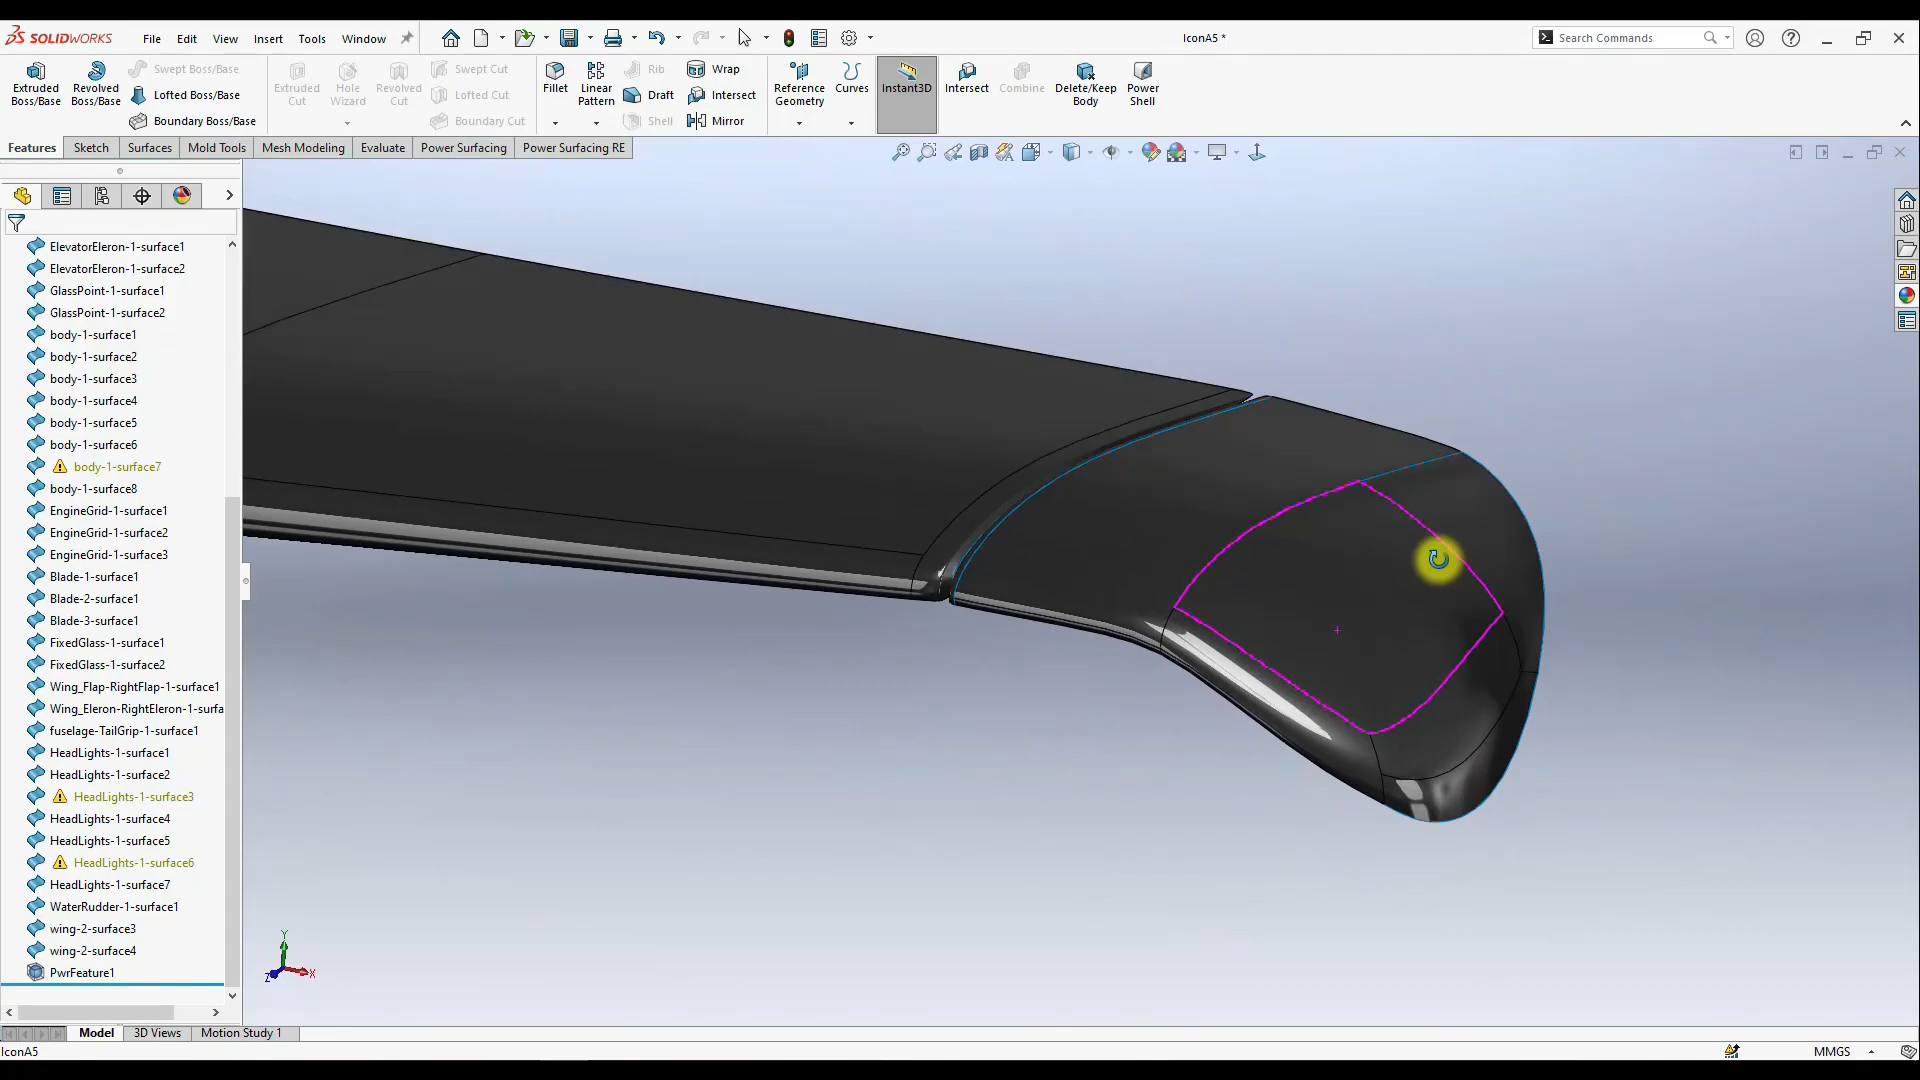 SOLIDWORKS File Edit View Insert Tools Window IconA5 * Search Commands
Extruded Boss/Base
Revolved Boss/Base
Swept Boss/Base
Lofted Boss/Base
Boundary Boss/Base
Extruded Cut
Hole Wizard
Revolved Cut
Swept Cut
Lofted Cut
Boundary Cut
Fillet
Linear Pattern
Rib
Draft
Shell
Wrap
Intersect
Mirror
Reference Geometry
Curves
Instant3D
Intersect
Combine
Delete/Keep Body
Power Shell
Features Sketch Surfaces Mold Tools Mesh Modeling Evaluate Power Surfacing Power Surfacing RE
ElevatorEleron-1-surface1
ElevatorEleron-1-surface2
GlassPoint-1-surface1
GlassPoint-1-surface2
body-1-surface1
body-1-surface2
body-1-surface3
body-1-surface4
body-1-surface5
body-1-surface6
body-1-surface7
body-1-surface8
EngineGrid-1-surface1
EngineGrid-1-surface2
EngineGrid-1-surface3
Blade-1-surface1
Blade-2-surface1
Blade-3-surface1
FixedGlass-1-surface1
FixedGlass-1-surface2
Wing_Flap-RightFlap-1-surface1
Wing_Eleron-RightEleron-1-surfa
fuselage-TailGrip-1-surface1
HeadLights-1-surface1
HeadLights-1-surface2
HeadLights-1-surface3
HeadLights-1-surface4
HeadLights-1-surface5
HeadLights-1-surface6
HeadLights-1-surface7
WaterRudder-1-surface1
wing-2-surface3
wing-2-surface4
PwrFeature1
Y
Z
X
Model 3D Views Motion Study 1
IconA5 MMGS